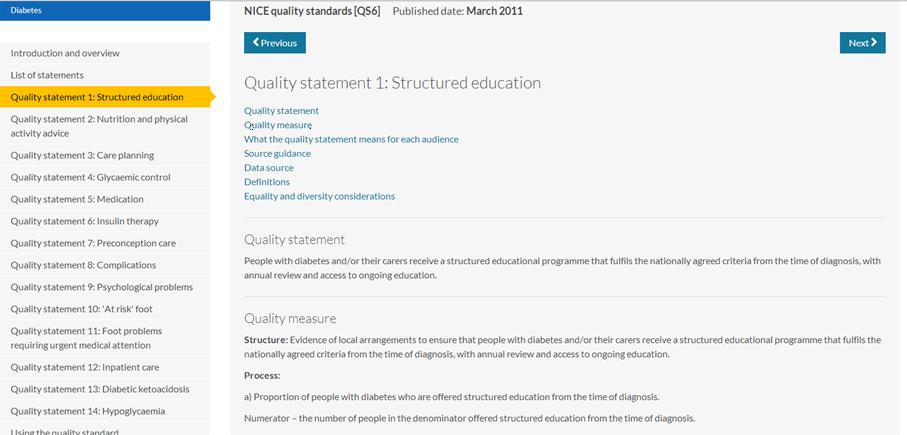 Diabetes
Introduction and overview
List of statements
Quality statement 1: Structured education
Quality statement 2: Nutrition and physical
activity advice
Quality statement 3: Care planning
Quality statement 4: Glycaemic control
Quality statement 5: Medication
Quality statement 6: Insulin therapy
Quality statement 7: Preconception care
Quality statement 8: Complications
Quality statement 9: Psychological problems
Quality statement 10: 'At risk' foot
Quality statement 11: Foot problems
requiring urgent medical attention
Quality statement 12: Inpatient care
Quality statement 13: Diabetic ketoacidosis
Quality statement 14: Hypoglycaemia
Using the quality standard
NICE quality standards [QS6] Published date: March 2011
Previous
Next
Quality statement 1: Structured education
Quality statement
Quality measure
What the quality statement means for each audience
Source guidance
Data source
Definitions
Equality and diversity considerations
Quality statement
People with diabetes and/or their carers receive a structured educational programme that fulfils the nationally agreed criteria from the time of diagnosis, with
annual review and access to ongoing education.
Quality measure
Structure: Evidence of local arrangements to ensure that people with diabetes and/or their carers receive a structured educational programme that fulfils the
nationally agreed criteria from the time of diagnosis, with annual review and access to ongoing education.
Process:
a) Proportion of people with diabetes who are offered structured education from the time of diagnosis.
Numerator – the number of people in the denominator offered structured education from the time of diagnosis.